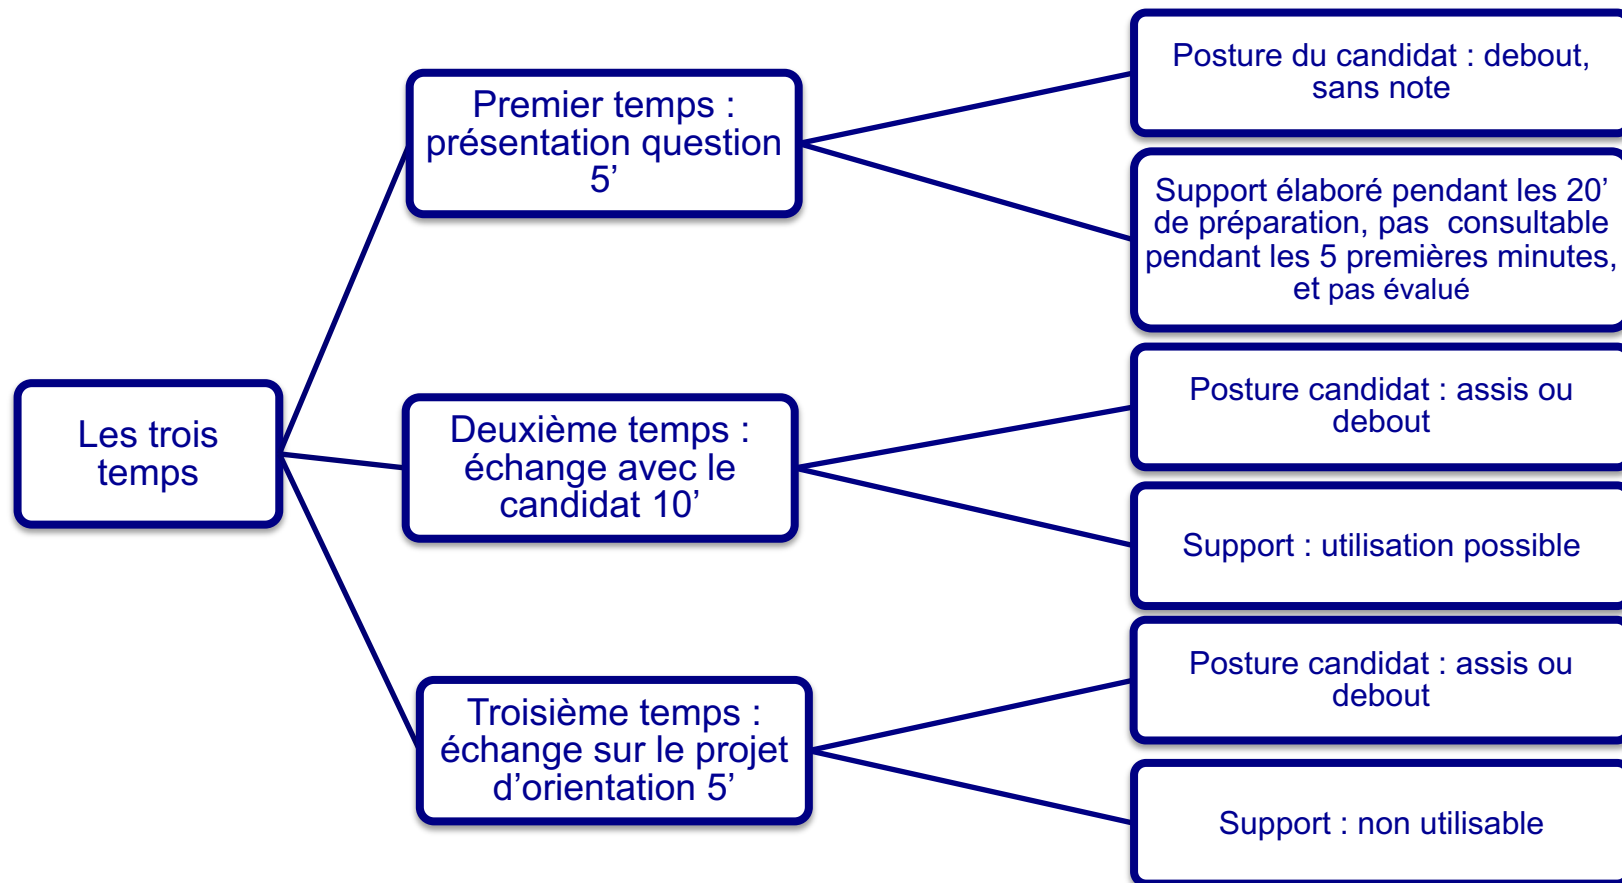 Les trois
temps
Premier temps :
présentation question
5’
Posture du candidat : debout,
sans note
Support élaboré pendant les 20’
de préparation, pas  consultable
pendant les 5 premières minutes,
et pas évalué
Deuxième temps :
échange avec le
candidat 10’
Posture candidat : assis ou
debout
Support : utilisation possible
Troisième temps :
échange sur le projet
d’orientation 5’
Posture candidat : assis ou
debout
Support : non utilisable